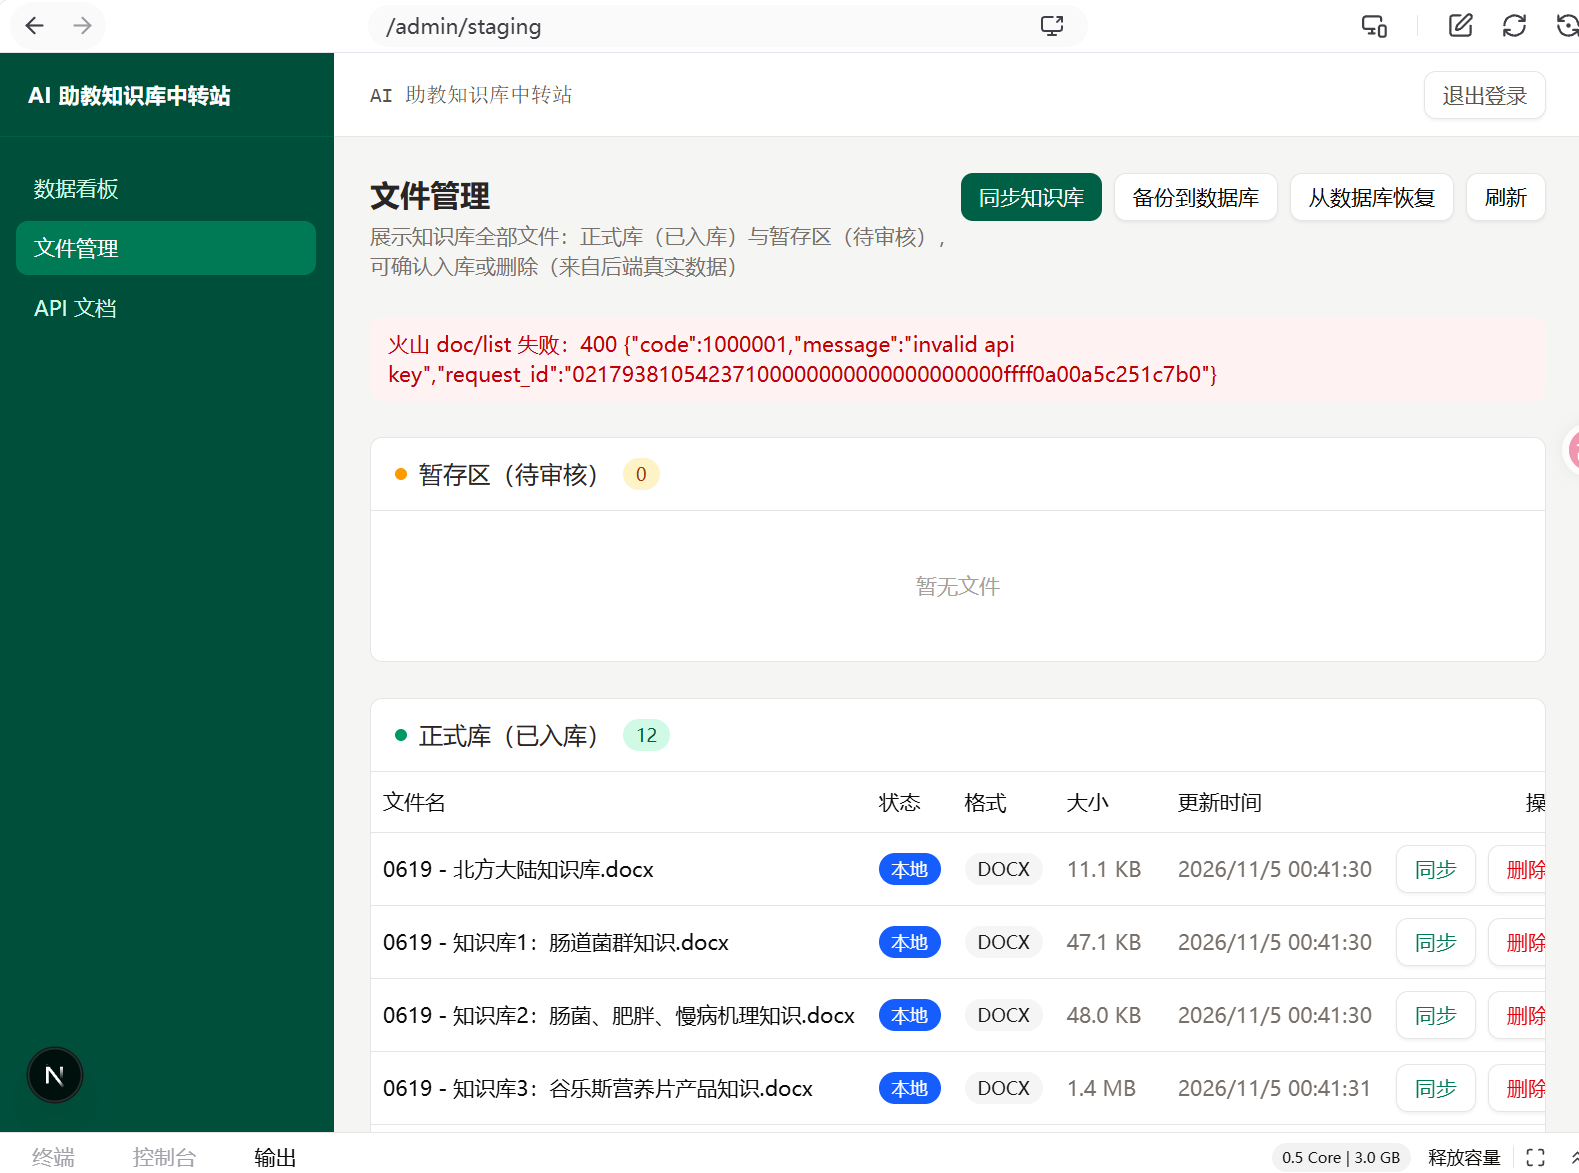 /admin/staging
AI 助教知识库中转站
AI 助教知识库中转站
退出登录
数据看板
文件管理
API 文档
文件管理
同步知识库
备份到数据库
从数据库恢复
刷新
展示知识库全部文件：正式库（已入库）与暂存区（待审核），
可确认入库或删除（来自后端真实数据）
火山 doc/list 失败：400 {"code":1000001,"message":"invalid api
key","request_id":"02179381054237100000000000000000000ffff0a00a5c251c7b0"}
暂存区（待审核） 0
暂无文件
正式库（已入库） 12
文件名 状态 格式 大小 更新时间 操
0619 - 北方大陆知识库.docx 本地 DOCX 11.1 KB 2026/11/5 00:41:30 同步 删除
0619 - 知识库1：肠道菌群知识.docx 本地 DOCX 47.1 KB 2026/11/5 00:41:30 同步 删除
0619 - 知识库2：肠菌、肥胖、慢病机理知识.docx 本地 DOCX 48.0 KB 2026/11/5 00:41:30 同步 删除
0619 - 知识库3：谷乐斯营养片产品知识.docx 本地 DOCX 1.4 MB 2026/11/5 00:41:31 同步 删除
N
终端 控制台 输出
0.5 Core | 3.0 GB 释放容量